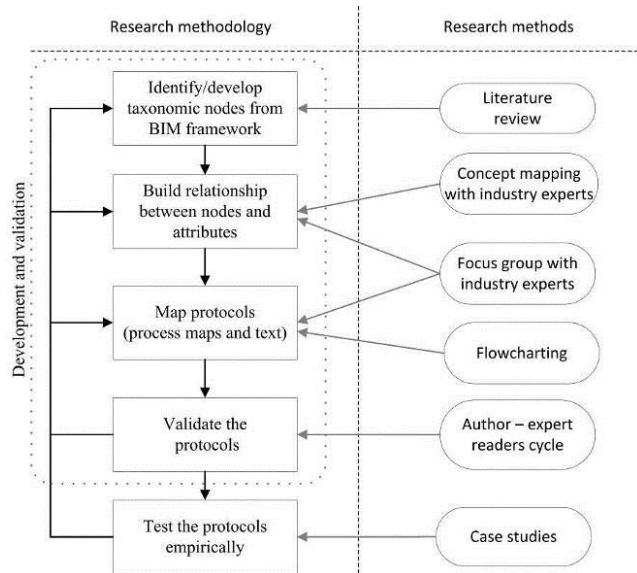 Research methodology
Research methods
Development and validation
Identify/develop
taxonomic nodes from
BIM framework
Literature
review
Build relationship
between nodes and
attributes
Concept mapping
with industry experts
Focus group with
industry experts
Map protocols
(process maps and text)
Flowcharting
Validate the
protocols
Author – expert
readers cycle
Test the protocols
empirically
Case studies